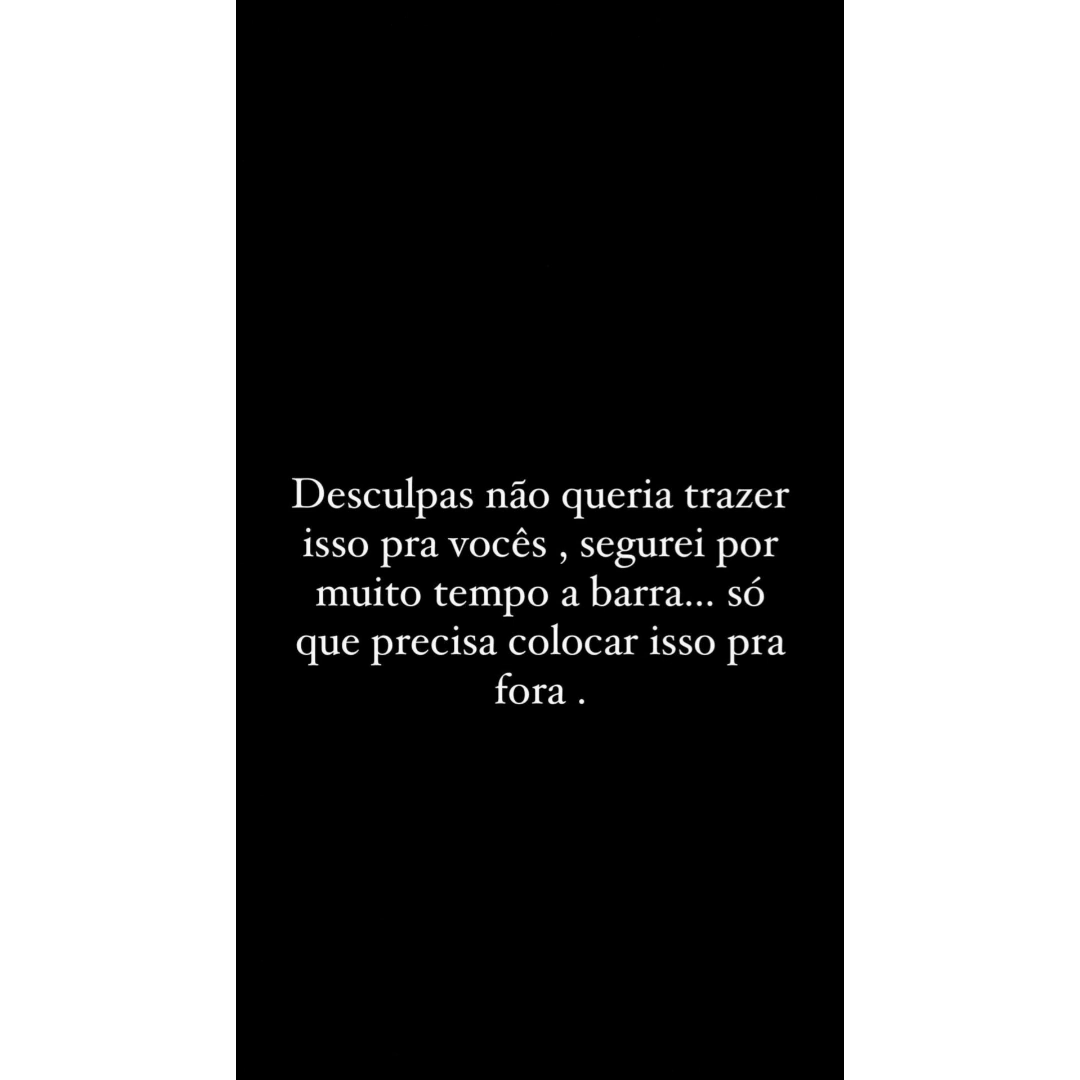 Desculpas não queria trazer
isso pra vocês , segurei por
muito tempo a barra... só
que precisa colocar isso pra
fora .